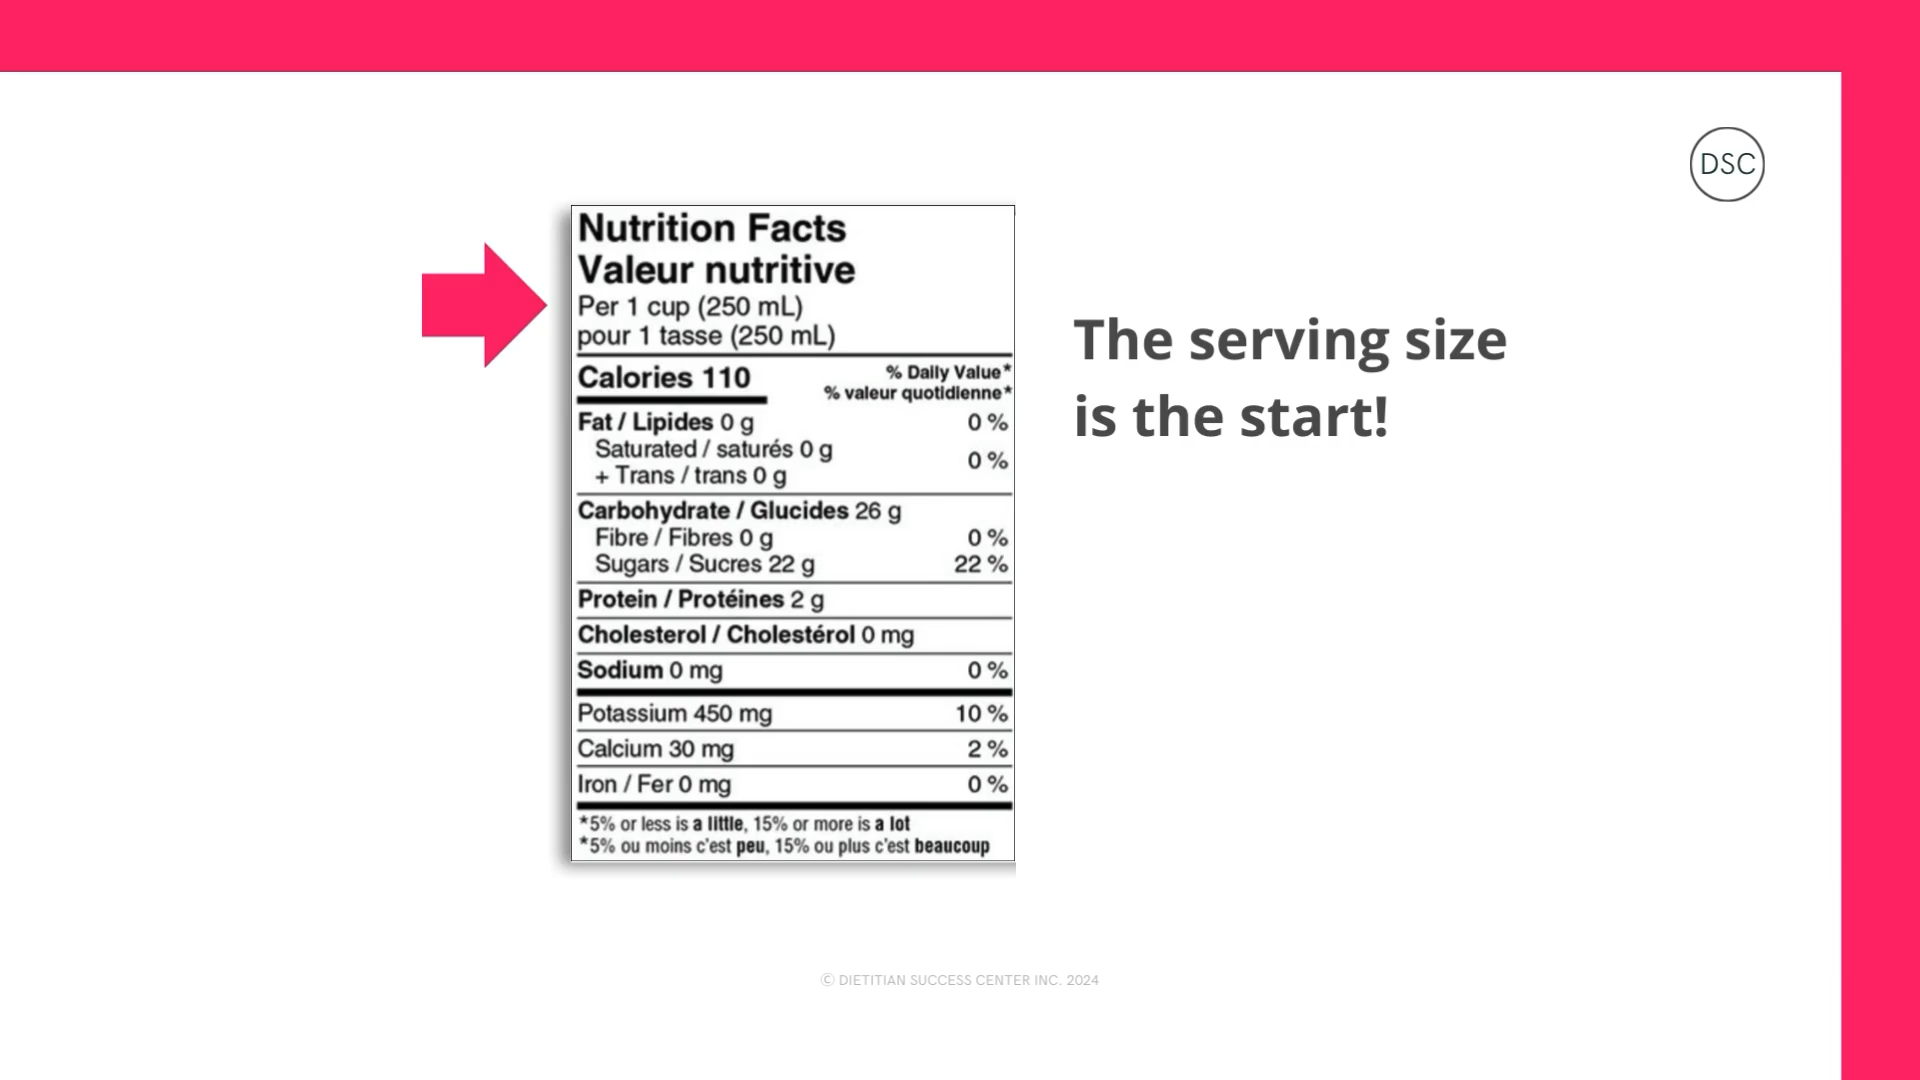 DSC
Nutrition Facts
Valeur nutritive
Per 1 cup (250 mL)
pour 1 tasse (250 mL)
Calories 110
% Daily Value*
% valeur quotidienne*
Fat / Lipides 0 g 0 %
Saturated / saturés 0 g
+ Trans / trans 0 g 0 %
Carbohydrate / Glucides 26 g
Fibre / Fibres 0 g 0 %
Sugars / Sucres 22 g 22 %
Protein / Protéines 2 g
Cholesterol / Cholestérol 0 mg
Sodium 0 mg 0 %
Potassium 450 mg 10 %
Calcium 30 mg 2 %
Iron / Fer 0 mg 0 %
*5% or less is a little, 15% or more is a lot
*5% ou moins c'est peu, 15% ou plus c'est beaucoup
The serving size
is the start!
© DIETITIAN SUCCESS CENTER INC. 2024